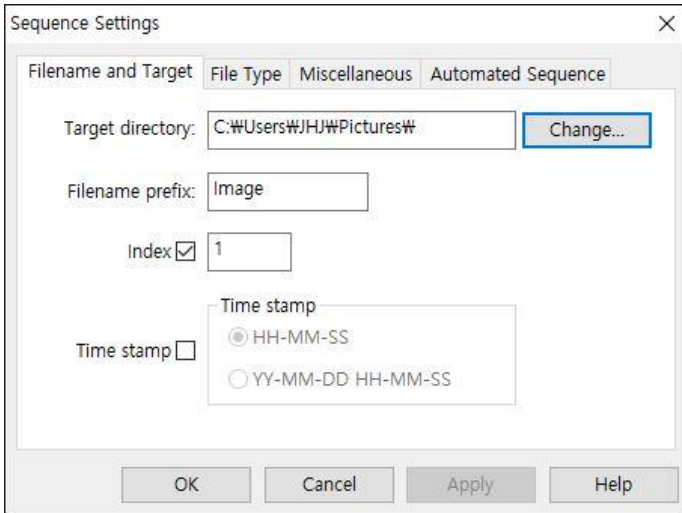 Sequence Settings
Filename and Target File Type Miscellaneous Automated Sequence
Target directory: C:₩Users₩JHJ₩Pictures₩ Change...
Filename prefix: Image
Index 1
Time stamp
HH-MM-SS
Time stamp
YY-MM-DD HH-MM-SS
OK Cancel Apply Help